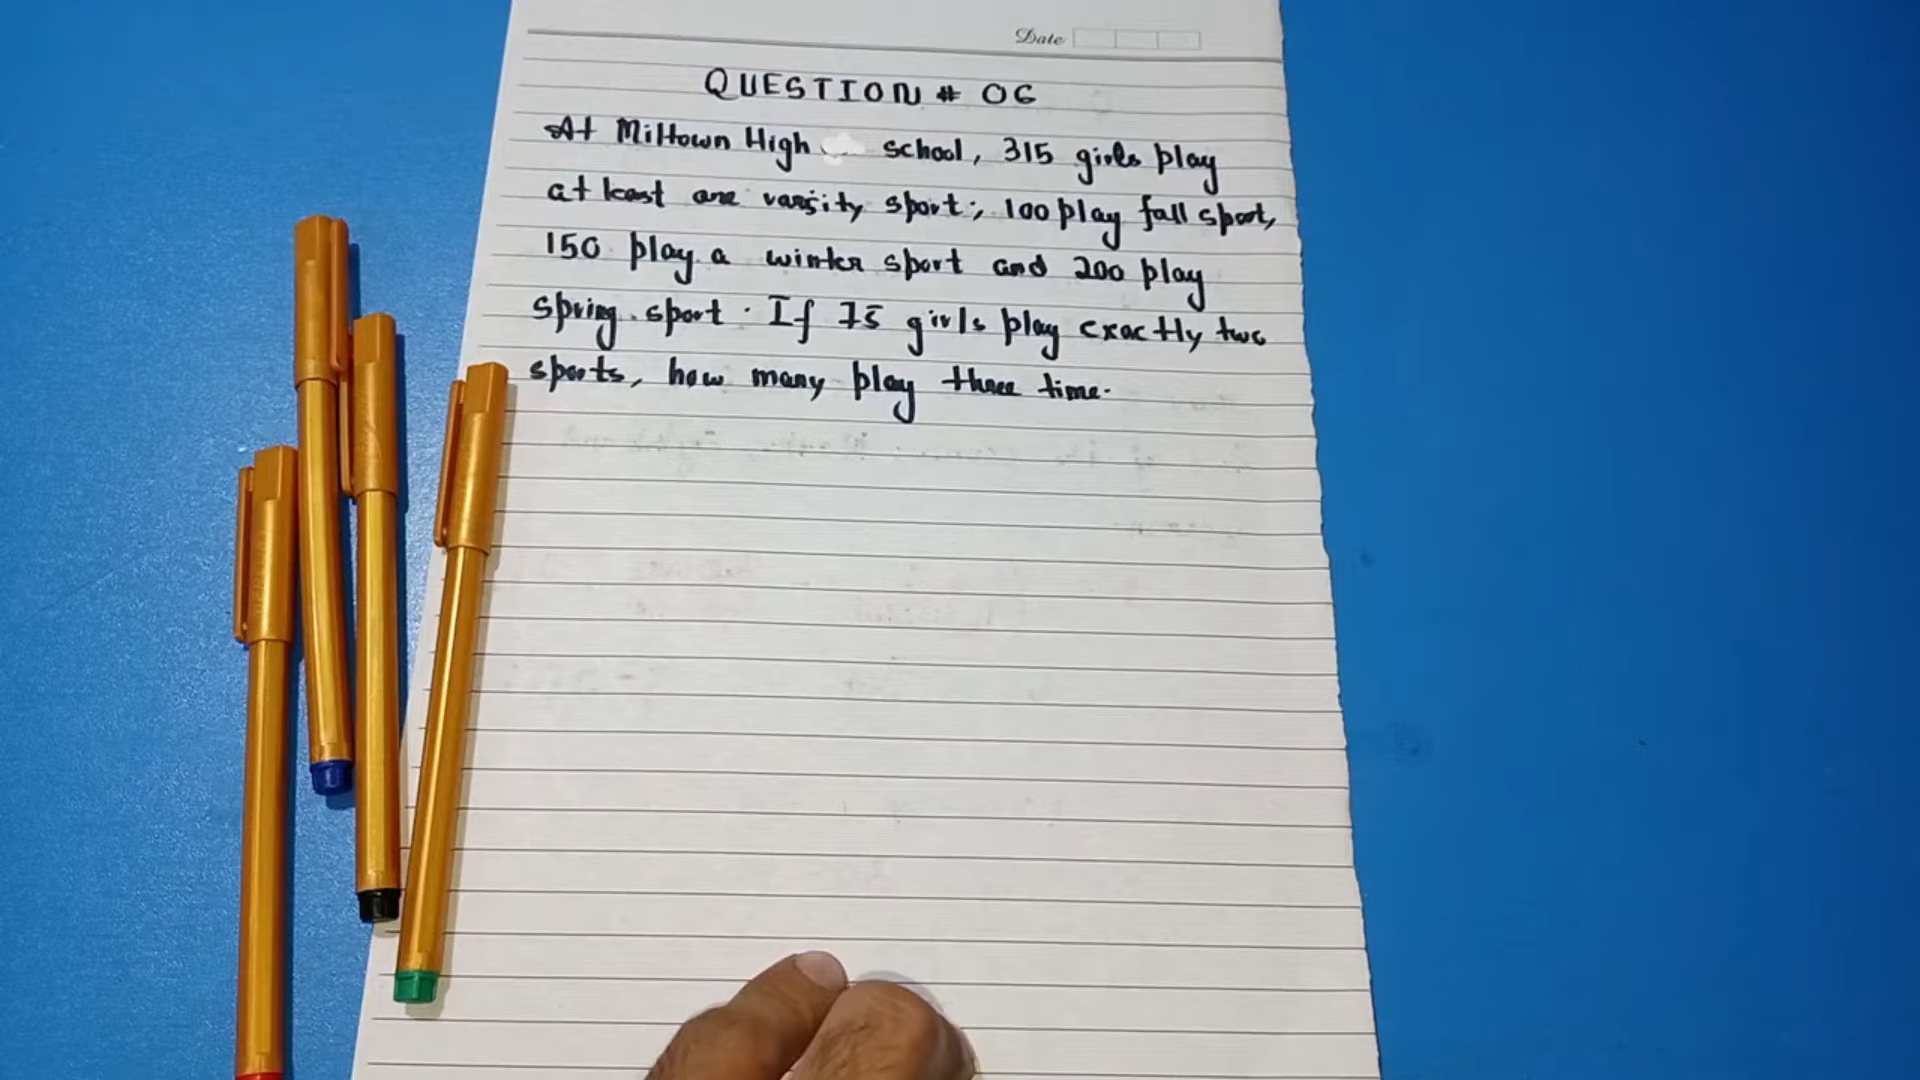 Date
QUESTION # 06
At Milltown High school, 315 girls play
at least one varsity sport; 100 play fall sport,
150 play a winter sport and 200 play
spring sport. If 75 girls play exactly two
sports, how many play three time.